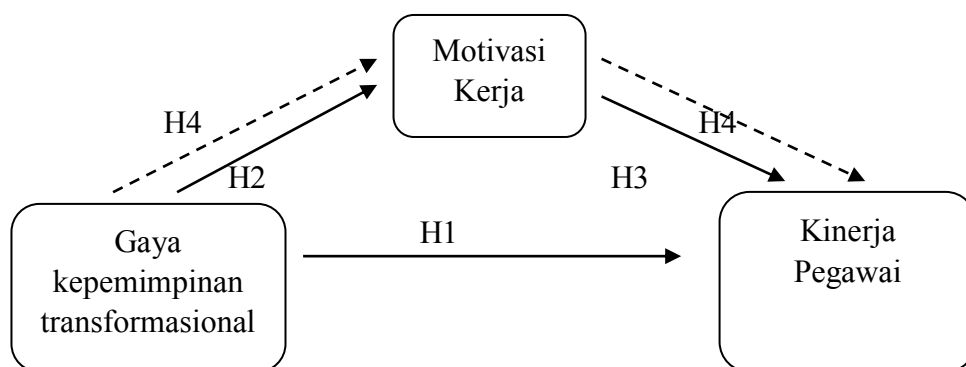 Motivasi
Kerja
H4
H4
H2
H3
H1
Gaya
kepemimpinan
transformasional
Kinerja
Pegawai